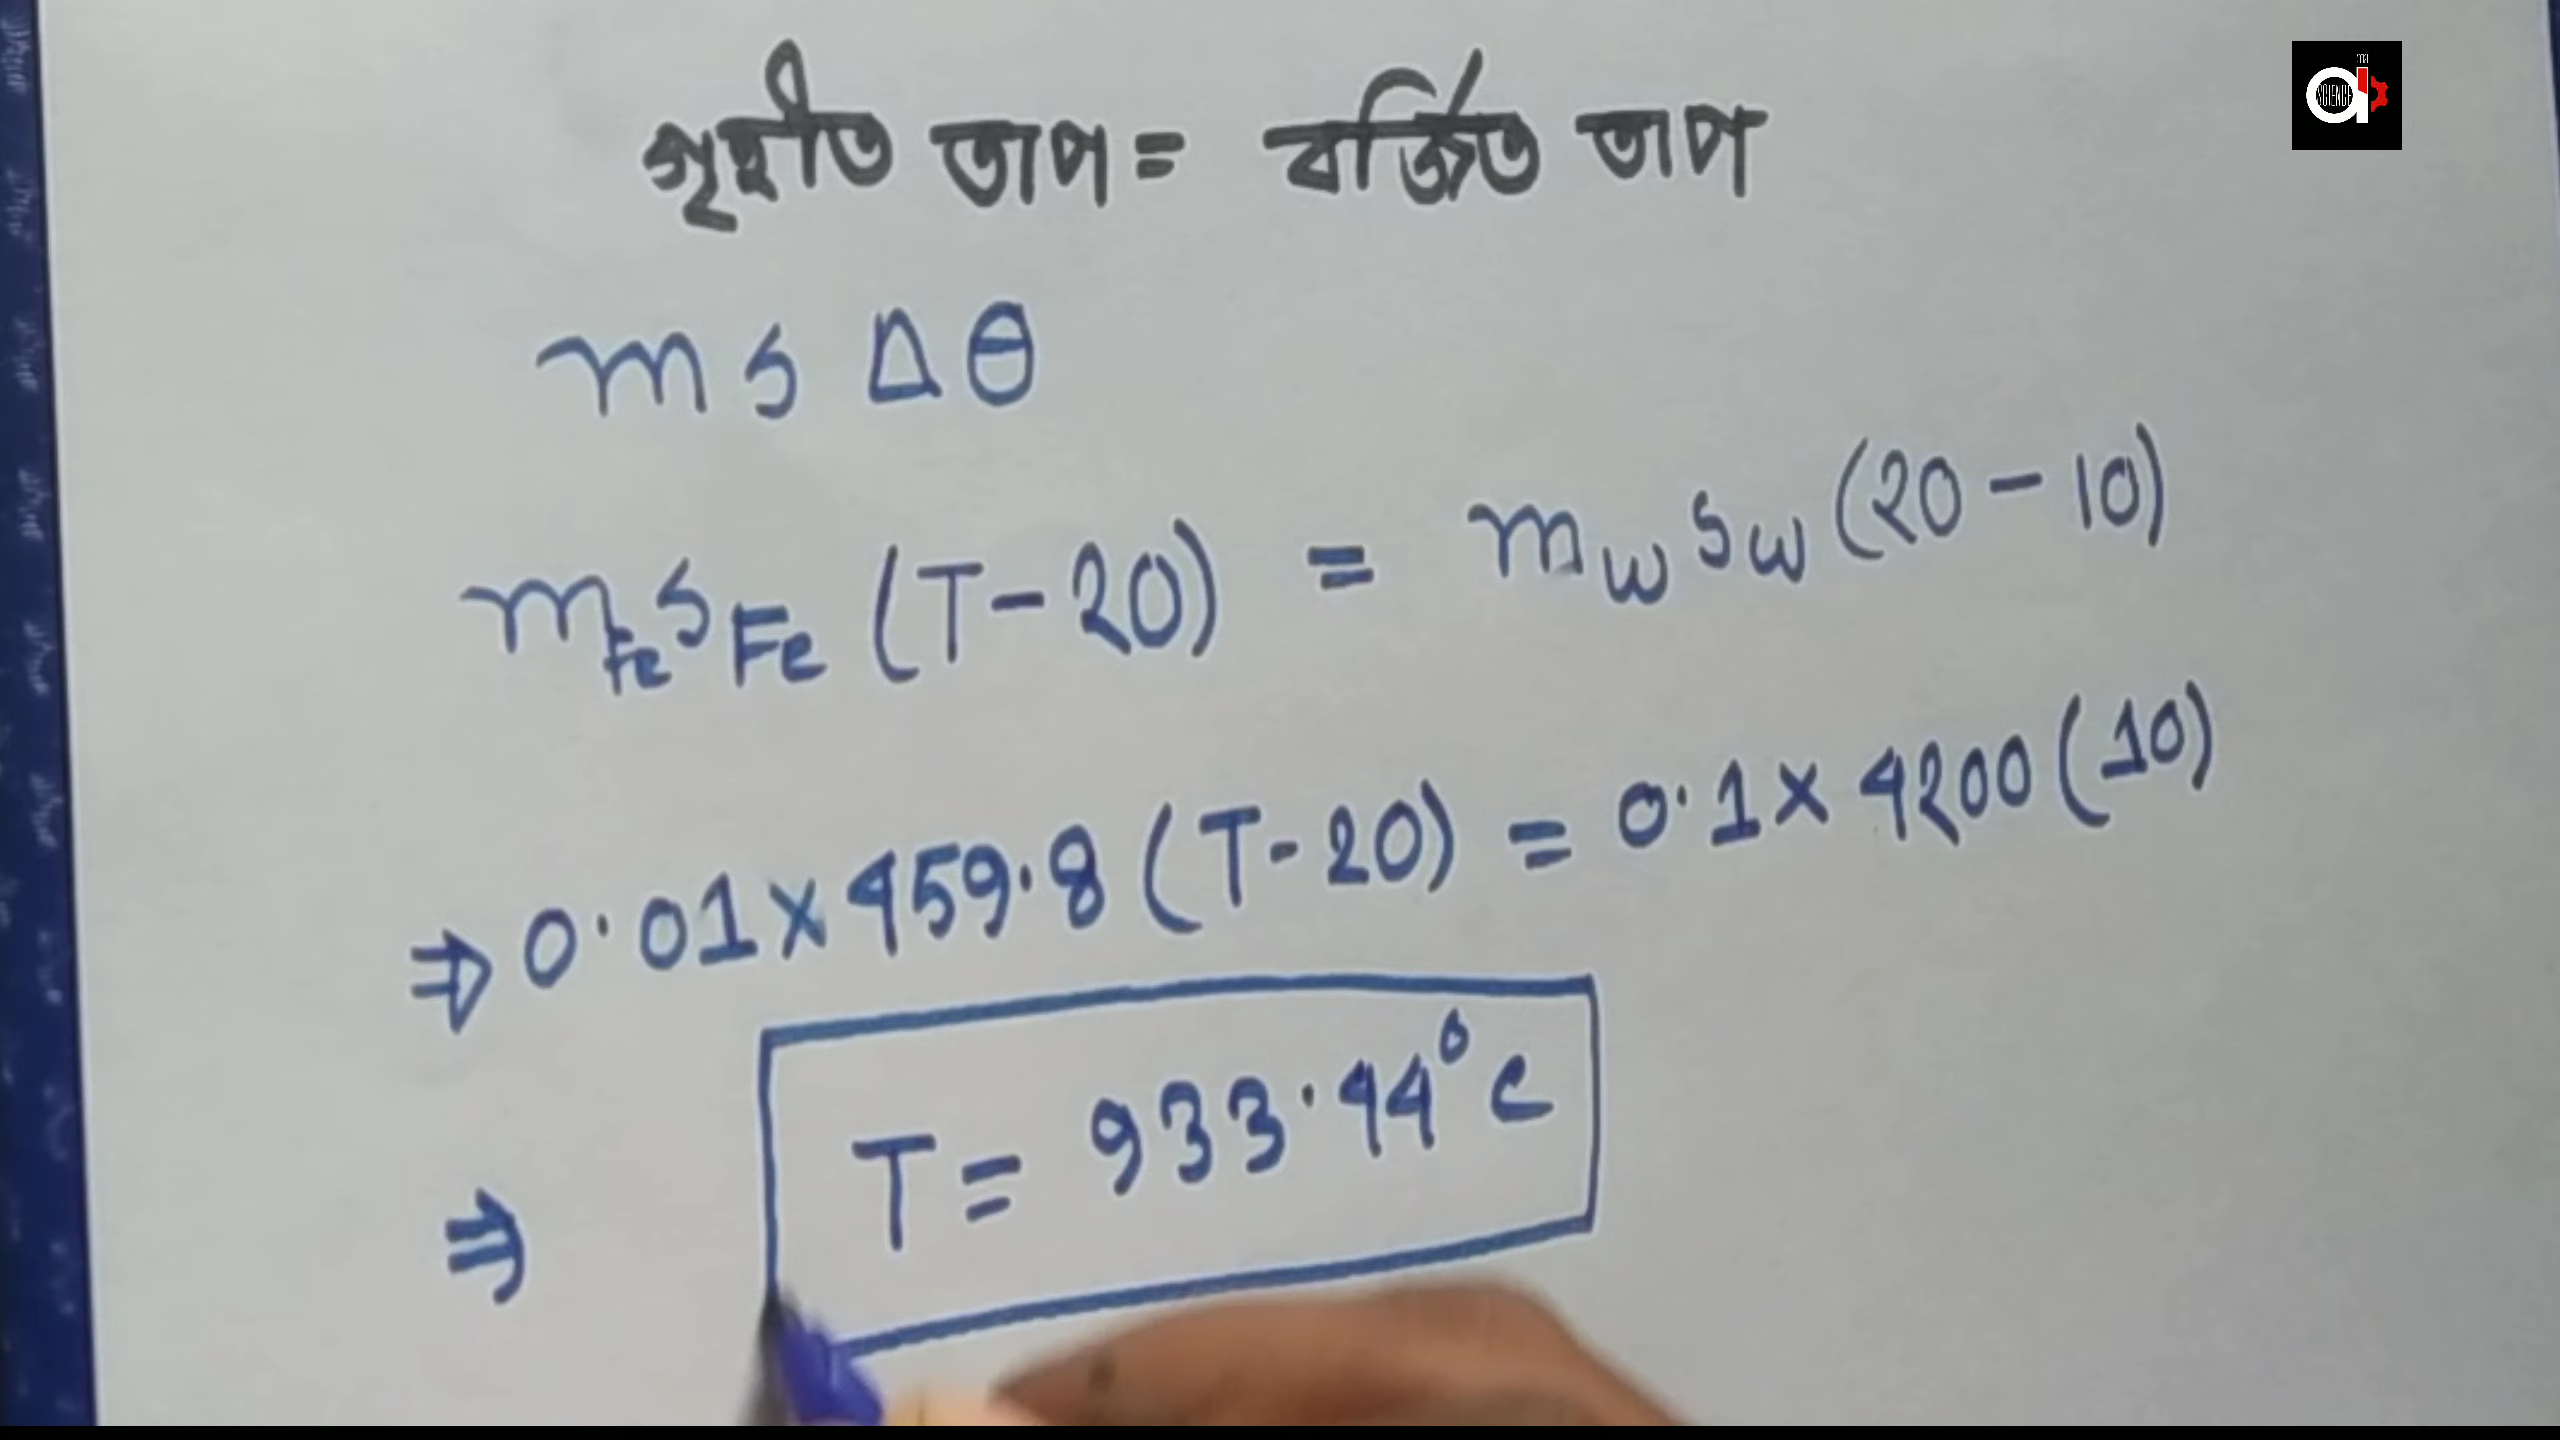 গৃহীত তাপ = বর্জিত তাপ
m s Δ θ
m_Fe s_Fe (T - 20) = m_w s_w (20 - 10)
⇒ 0.01 × 459.8 (T - 20) = 0.1 × 4200 (10)
⇒ T = 933.44°C
SCIENCE